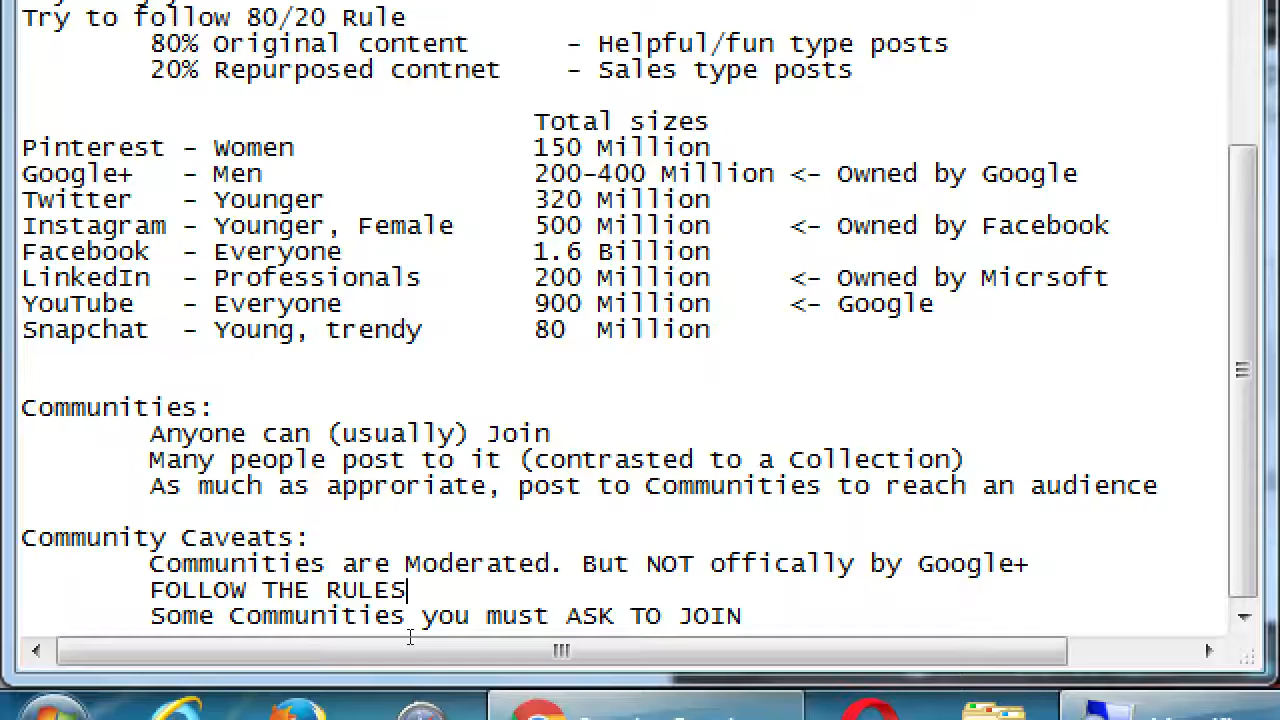 Try to follow 80/20 Rule
80% Original content - Helpful/fun type posts
20% Repurposed contnet - Sales type posts
Total sizes
Pinterest - Women 150 Million
Google+ - Men 200-400 Million <- Owned by Google
Twitter - Younger 320 Million
Instagram - Younger, Female 500 Million <- Owned by Facebook
Facebook - Everyone 1.6 Billion
LinkedIn - Professionals 200 Million <- Owned by Micrsoft
YouTube - Everyone 900 Million <- Google
Snapchat - Young, trendy 80 Million
Communities:
Anyone can (usually) Join
Many people post to it (contrasted to a Collection)
As much as approriate, post to Communities to reach an audience
Community Caveats:
Communities are Moderated. But NOT offically by Google+
FOLLOW THE RULES
Some Communities you must ASK TO JOIN